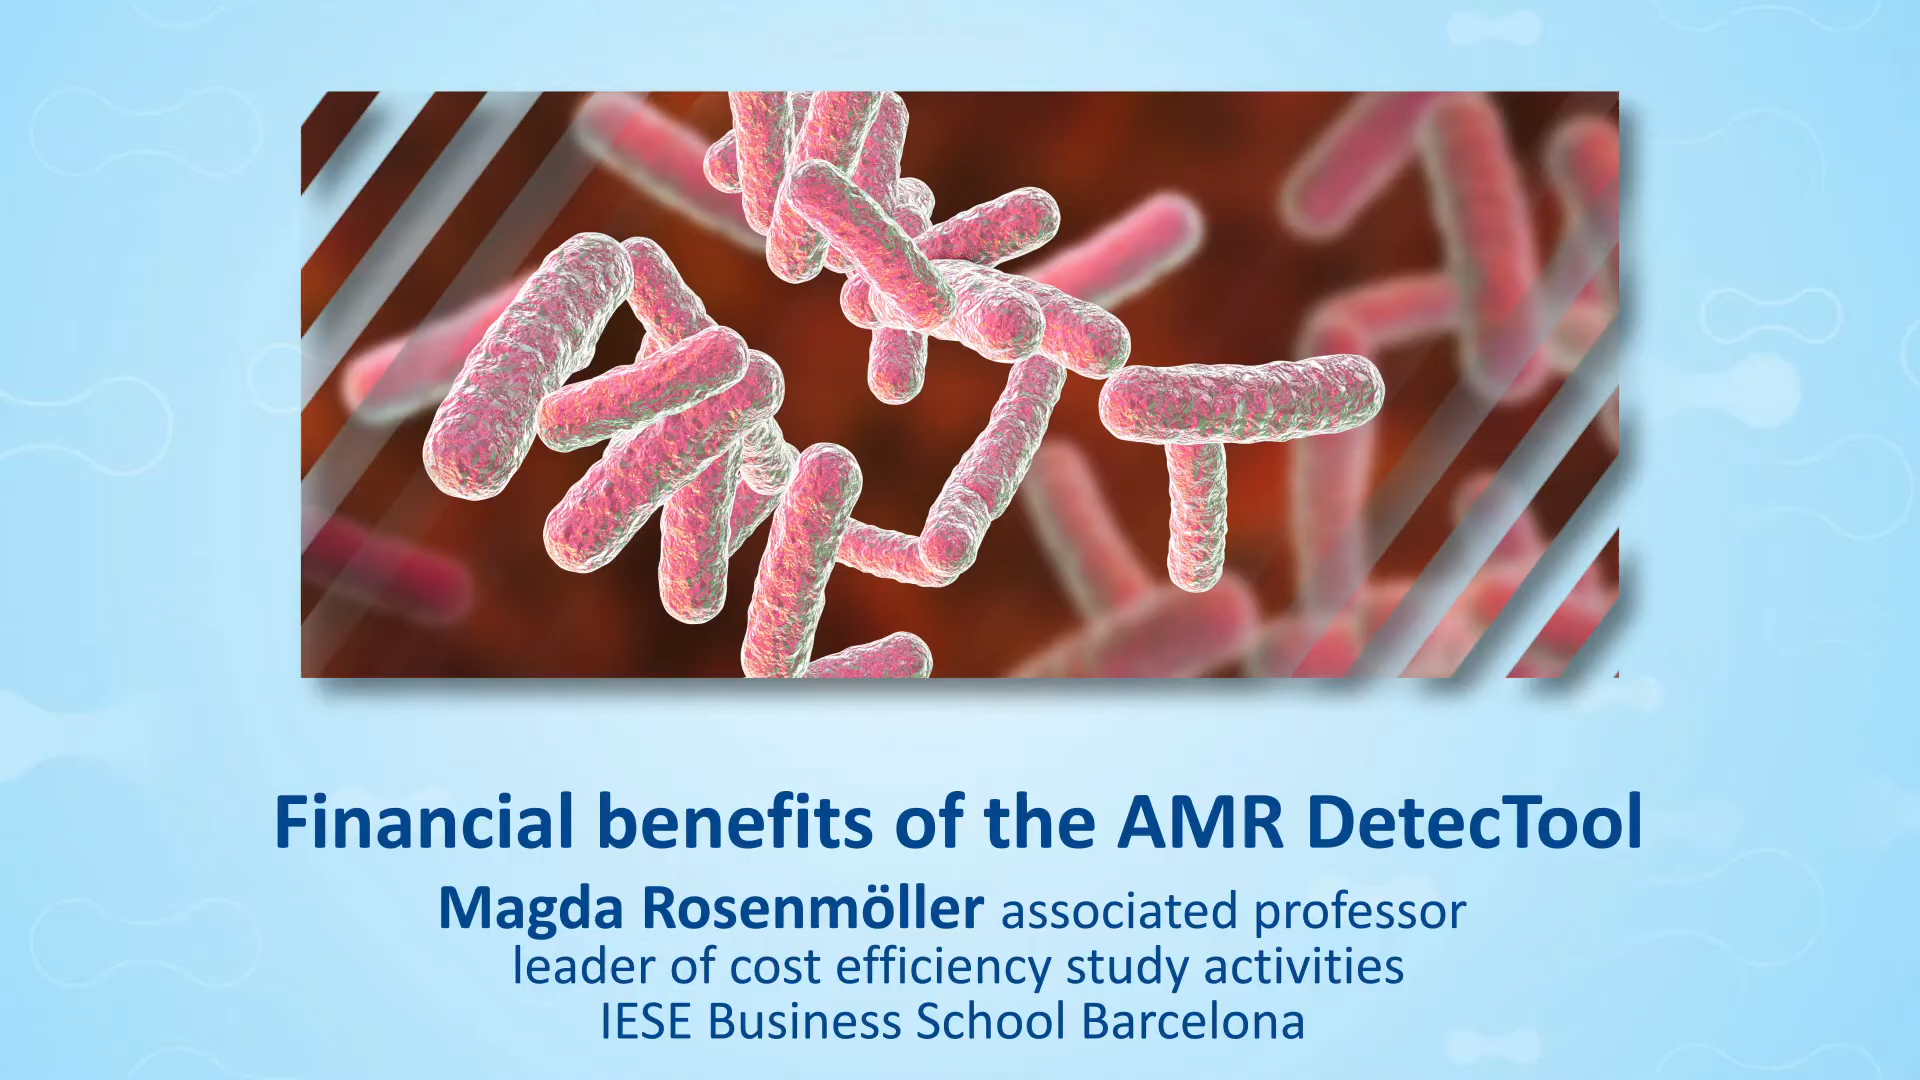 Financial benefits of the AMR DetecTool
Magda Rosenmöller associated professor
leader of cost efficiency study activities
IESE Business School Barcelona